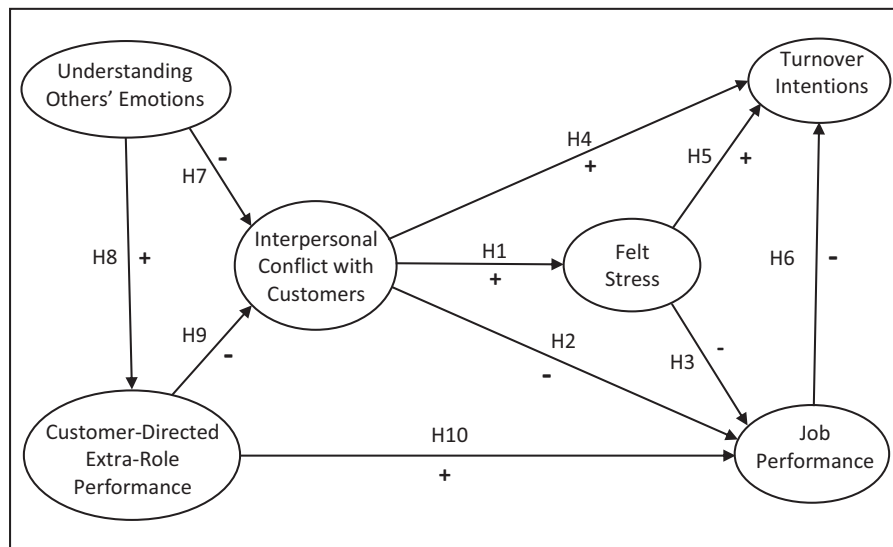 Understanding
Others’ Emotions
Turnover
Intentions
H4
+
H5
+
-
H7
H8
+
Interpersonal
Conflict with
Customers
H1
+
Felt
Stress
H6
-
H9
-
H2
-
H3
-
Customer-Directed
Extra-Role
Performance
H10
+
Job
Performance